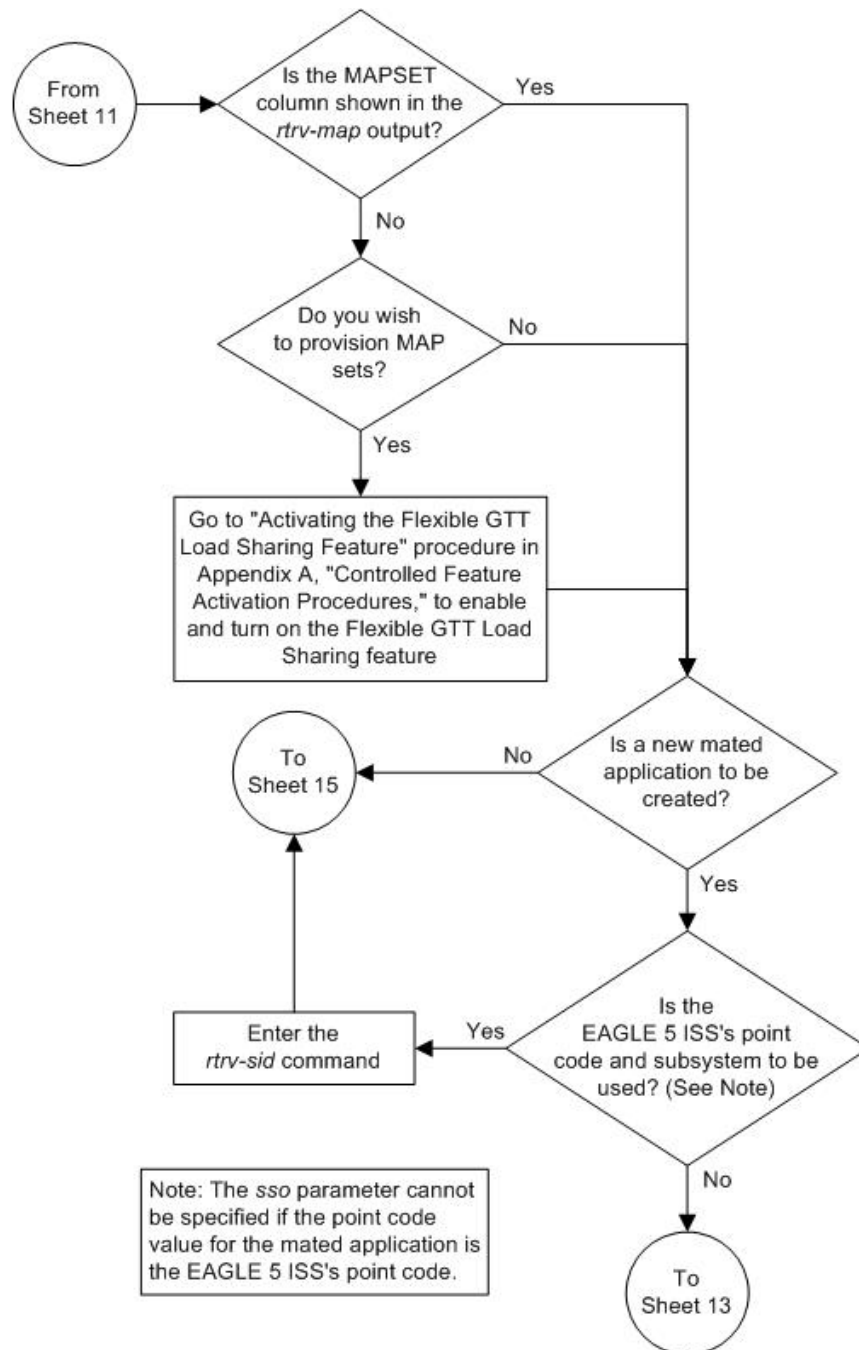 From
Sheet 11
Is the MAPSET
column shown in the
rtrv-map output?
Yes
No
Do you wish
to provision MAP
sets?
No
Yes
Go to "Activating the Flexible GTT
Load Sharing Feature" procedure in
Appendix A, "Controlled Feature
Activation Procedures," to enable
and turn on the Flexible GTT Load
Sharing feature
Is a new mated
application to be
created?
No
To
Sheet 15
Yes
Is the
EAGLE 5 ISS's point
code and subsystem to be
used? (See Note)
Yes
Enter the
rtrv-sid command
No
Note: The sso parameter cannot
be specified if the point code
value for the mated application is
the EAGLE 5 ISS's point code.
To
Sheet 13